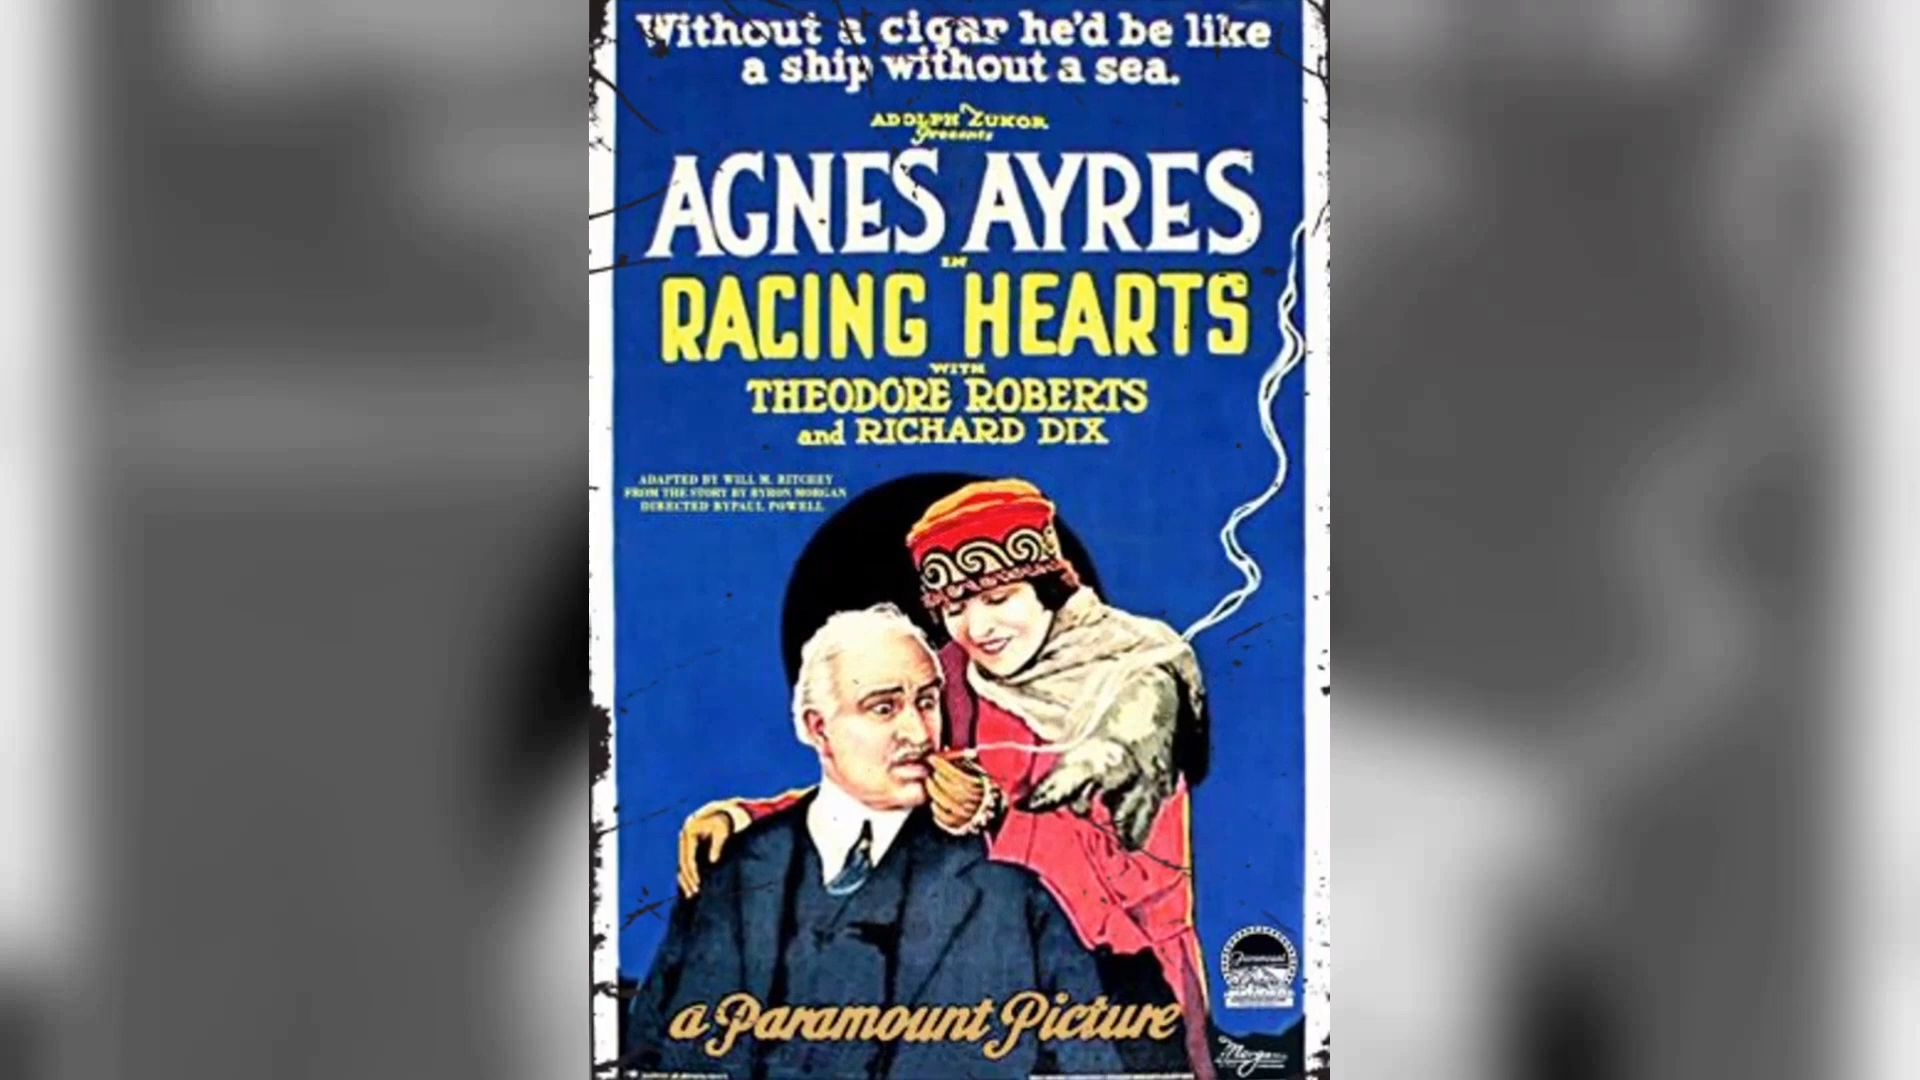 Without a cigar he'd be like
a ship without a sea.
ADOLPH ZUKOR
Presents
AGNES AYRES
IN
RACING HEARTS
WITH
THEODORE ROBERTS
and RICHARD DIX
ADAPTED BY WILL M. RITCHEY
FROM THE STORY BY BYRON MORGAN
DIRECTED BY PAUL POWELL
Paramount
a Paramount Picture
Morgan